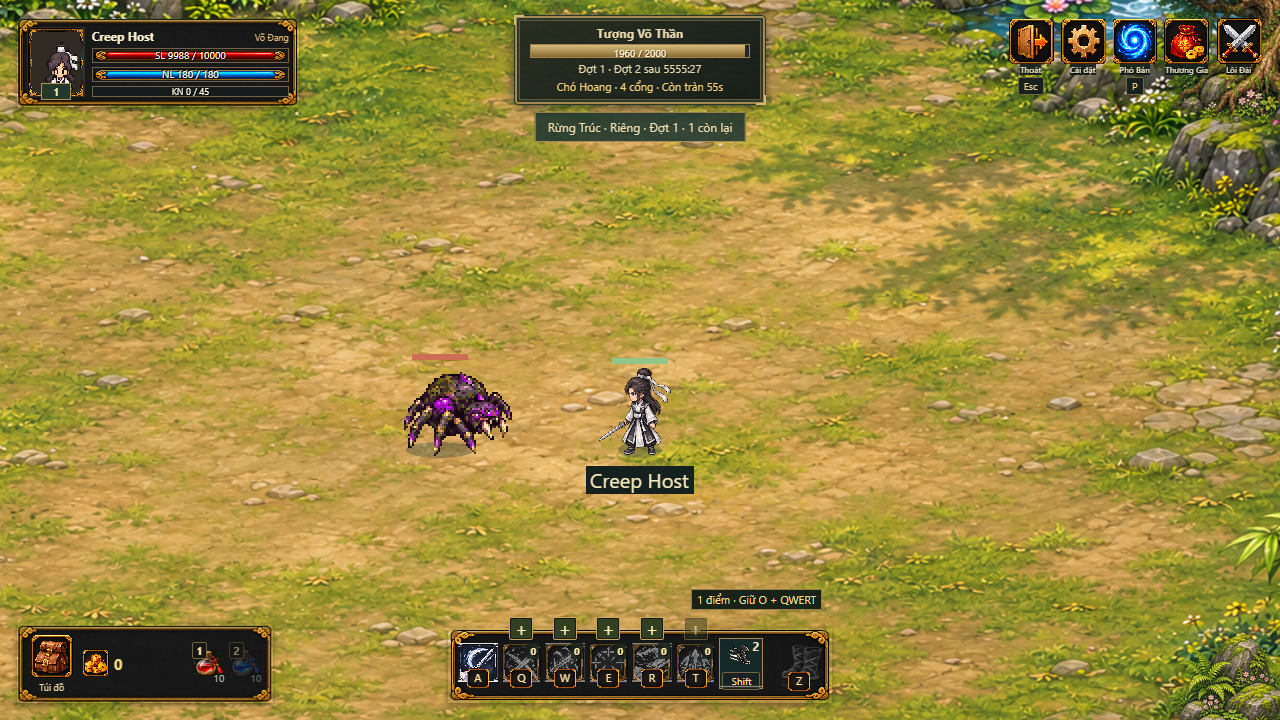 Creep Host
Võ Đang
SL 9988 / 10000
NL 180 / 180
1
KN 0 / 45
Tượng Võ Thần
1960 / 2000
Đợt 1 · Đợt 2 sau 5555:27
Chó Hoang · 4 cổng · Còn trăn 55s
Rừng Trúc · Riêng · Đợt 1 · 1 còn lại
Thoát
Cài đặt
Phó Bản
Thương Gia
Lôi Đài
Esc
P
Creep Host
1 điểm · Giữ O + QWERT
+ + + + +
0 0 0 0 0 2
A Q W E R T Shift Z
Túi đồ
0
1 2
10 10